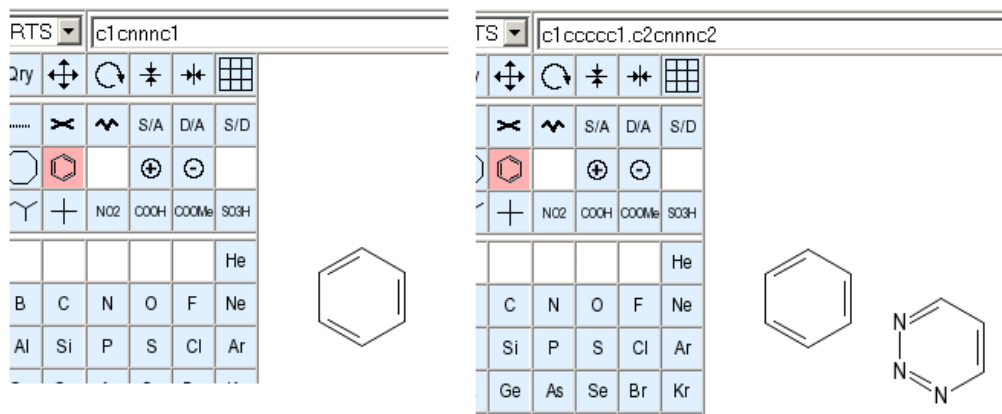 RTS c1cnnnc1
Qry
S/A D/A S/D
NO2 COOH COOMe SO3H
He
B C N O F Ne
Al Si P S Cl Ar
TS c1ccccc1.c2cnnnc2
S/A D/A S/D
NO2 COOH COOMe SO3H
He
C N O F Ne
Si P S Cl Ar
Ge As Se Br Kr
N
N
N